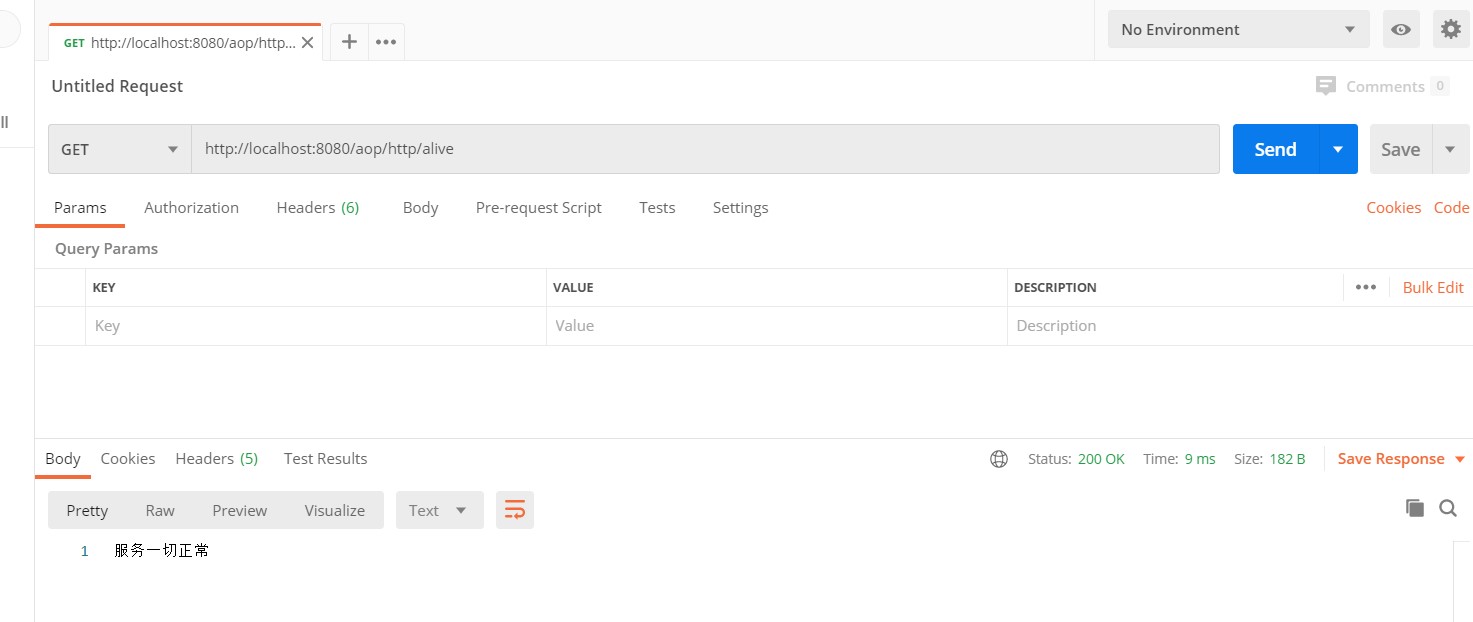 GET http://localhost:8080/aop/http...
No Environment
Untitled Request
Comments 0
ll
GET http://localhost:8080/aop/http/alive Send Save
Params Authorization Headers (6) Body Pre-request Script Tests Settings Cookies Code
Query Params
KEY VALUE DESCRIPTION Bulk Edit
Key Value Description
Body Cookies Headers (5) Test Results Status: 200 OK Time: 9 ms Size: 182 B Save Response
Pretty Raw Preview Visualize Text
1 服务一切正常